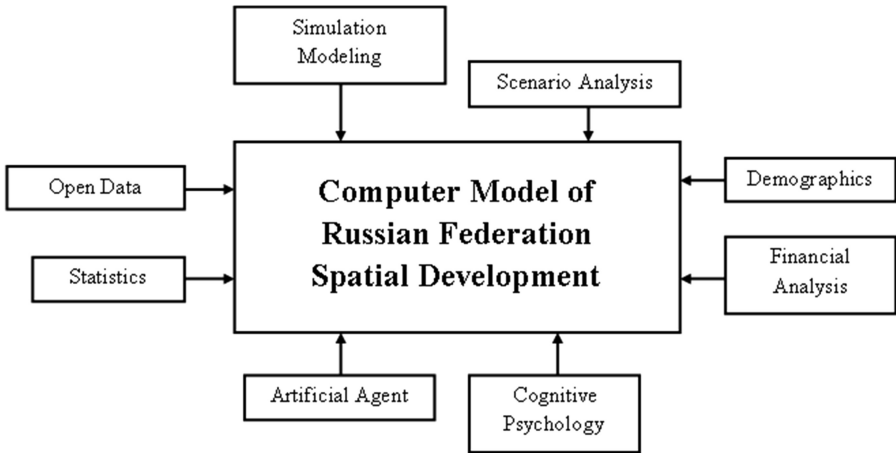 Simulation
Modeling
Scenario Analysis
Open Data
Computer Model of
Russian Federation
Spatial Development
Demographics
Statistics
Financial
Analysis
Artificial Agent
Cognitive
Psychology